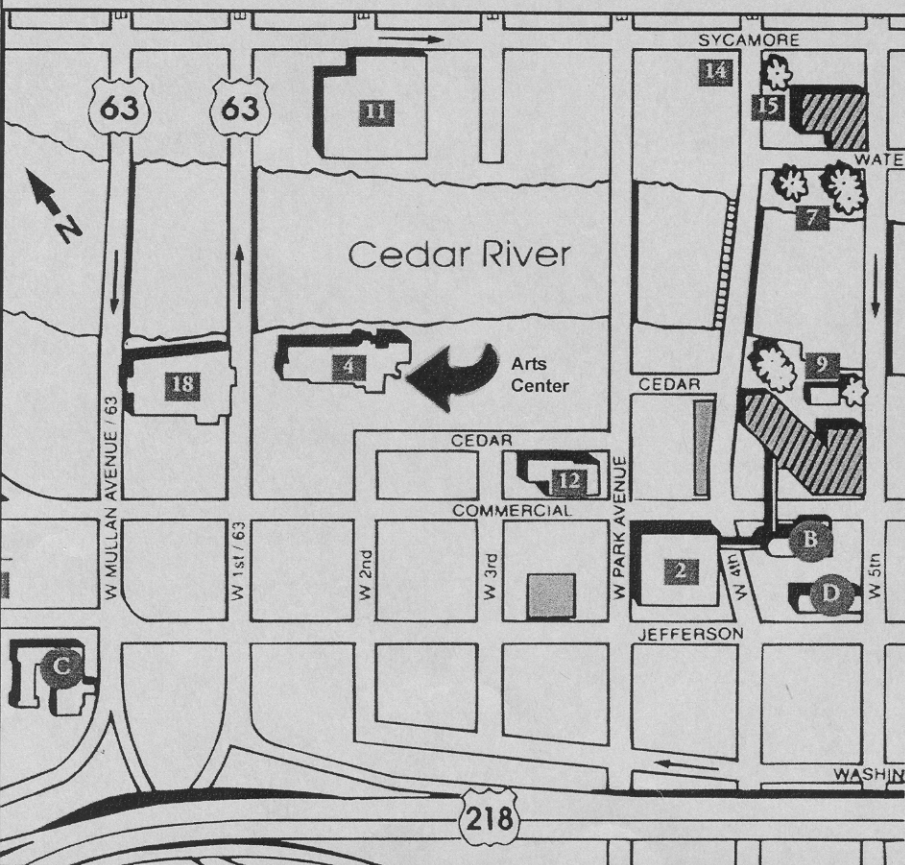 E
E
E
E
E
E
SYCAMORE
63
63
11
14
15
WATE
7
N
Cedar River
4
Arts
Center
18
9
CEDAR
CEDAR
12
COMMERCIAL
W MULLAN AVENUE / 63
W 1st / 63
W 2nd
W 3rd
W PARK AVENUE
W 4th
W 5th
2
B
D
JEFFERSON
C
WASHIN
218